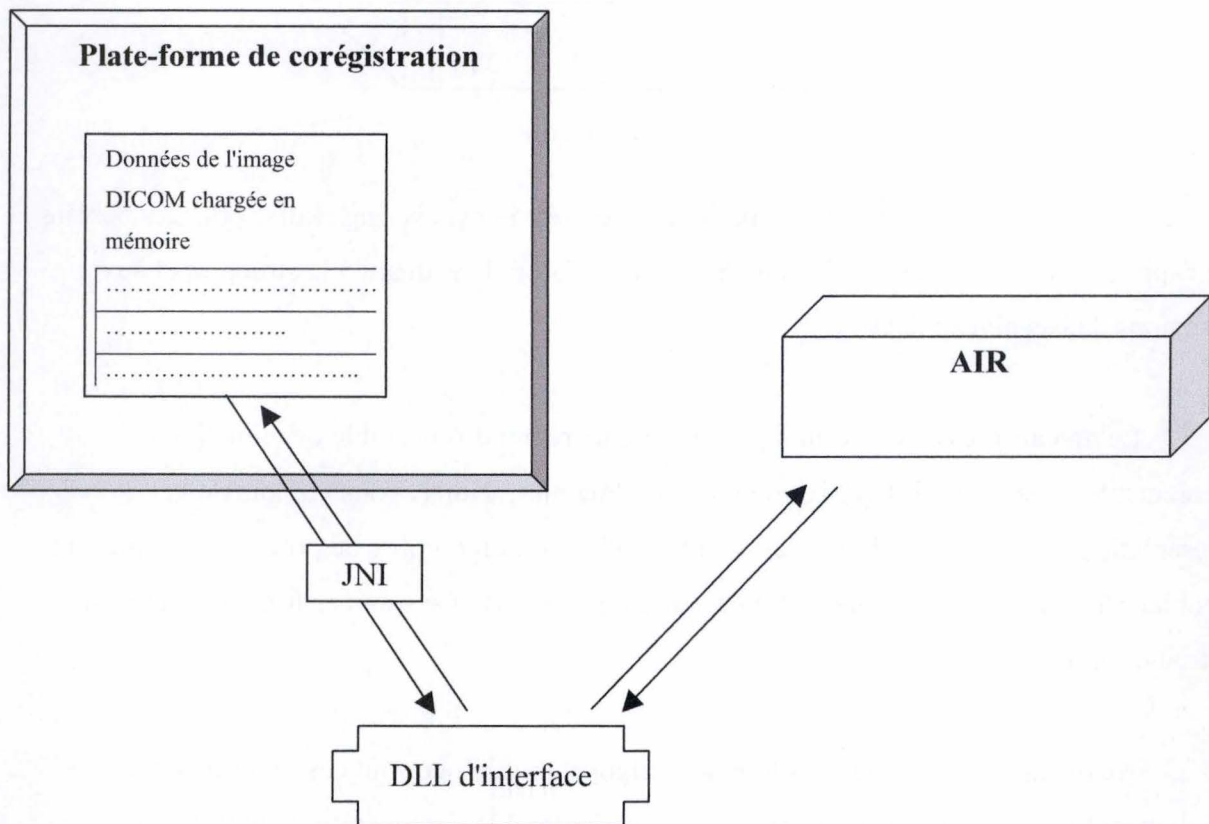 Plate-forme de corégistration
Données de l'image
DICOM chargée en
mémoire
................................
......................
..............................
AIR
JNI
DLL d'interface